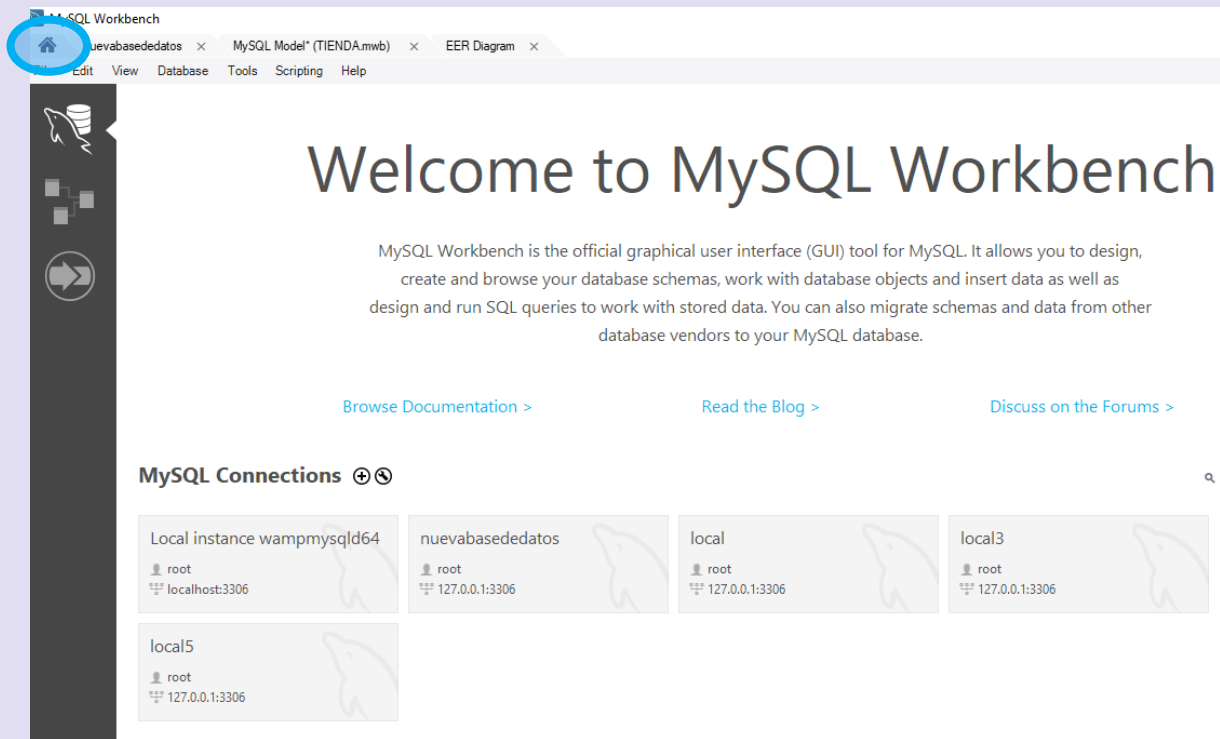 MySQL Workbench
nuevabasededatos × MySQL Model* (TIENDA.mwb) × EER Diagram ×
File Edit View Database Tools Scripting Help
Welcome to MySQL Workbench
MySQL Workbench is the official graphical user interface (GUI) tool for MySQL. It allows you to design,
create and browse your database schemas, work with database objects and insert data as well as
design and run SQL queries to work with stored data. You can also migrate schemas and data from other
database vendors to your MySQL database.
Browse Documentation > Read the Blog > Discuss on the Forums >
MySQL Connections
Local instance wampmysqld64 nuevabasededatos local local3
root root root root
localhost:3306 127.0.0.1:3306 127.0.0.1:3306 127.0.0.1:3306
local5
root
127.0.0.1:3306